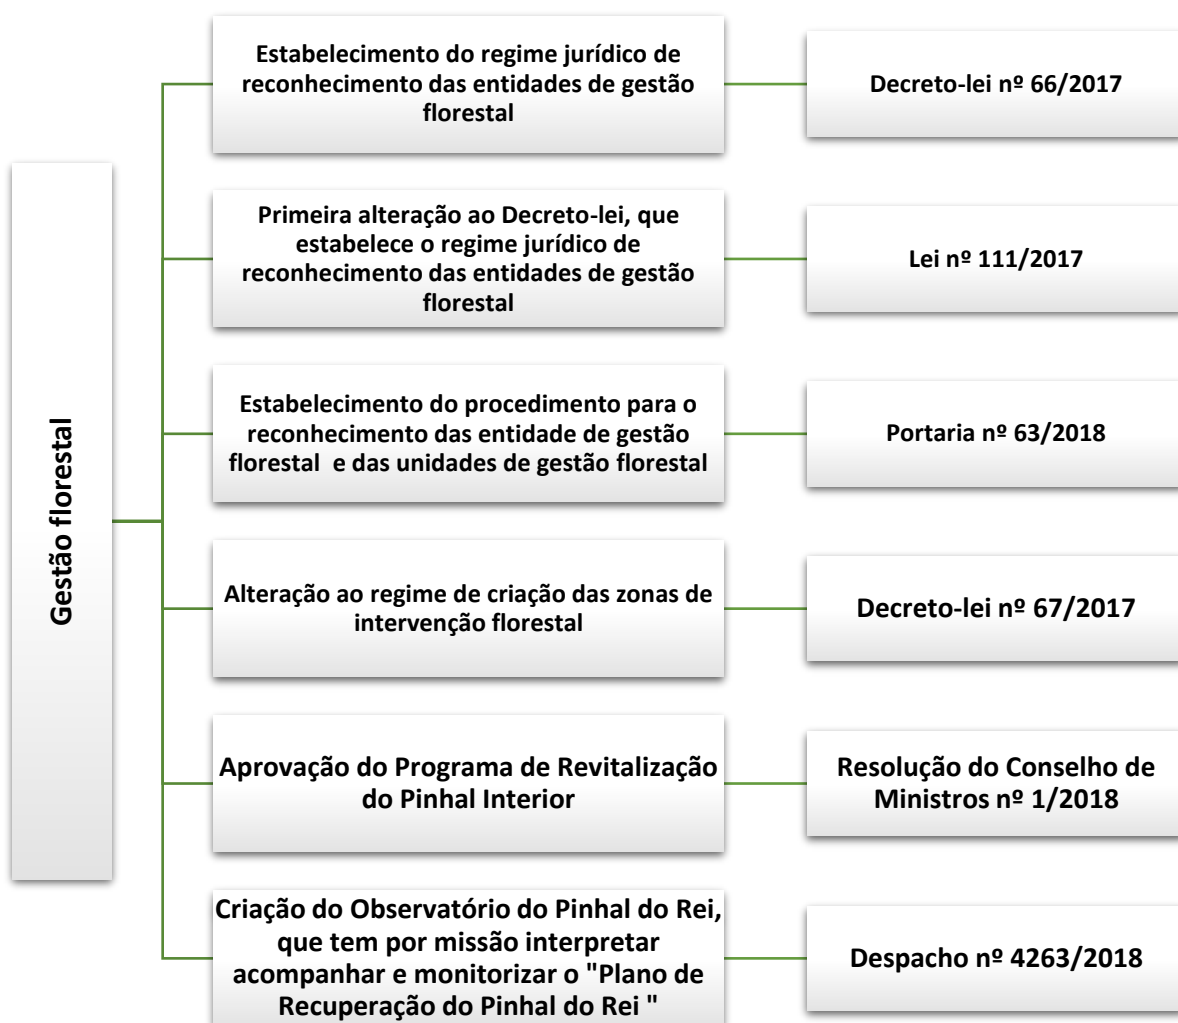 Gestão florestal
Estabelecimento do regime jurídico de
reconhecimento das entidades de gestão
florestal
Decreto-lei nº 66/2017
Primeira alteração ao Decreto-lei, que
estabelece o regime jurídico de
reconhecimento das entidades de gestão
florestal
Lei nº 111/2017
Estabelecimento do procedimento para o
reconhecimento das entidade de gestão
florestal e das unidades de gestão florestal
Portaria nº 63/2018
Alteração ao regime de criação das zonas de
intervenção florestal
Decreto-lei nº 67/2017
Aprovação do Programa de Revitalização
do Pinhal Interior
Resolução do Conselho de
Ministros nº 1/2018
Criação do Observatório do Pinhal do Rei,
que tem por missão interpretar
acompanhar e monitorizar o "Plano de
Recuperação do Pinhal do Rei "
Despacho nº 4263/2018